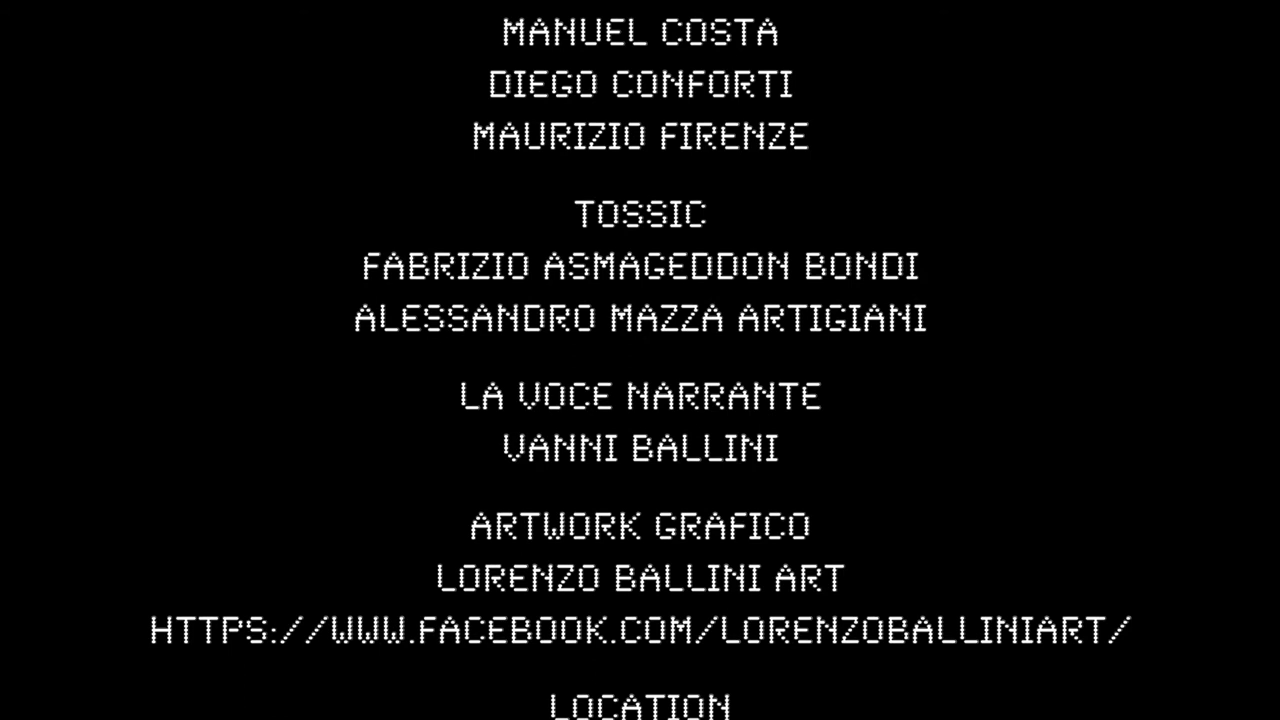 MANUEL COSTA
DIEGO CONFORTI
MAURIZIO FIRENZE
TOSSIC
FABRIZIO ASMAGEDDON BONDI
ALESSANDRO MAZZA ARTIGIANI
LA VOCE NARRANTE
VANNI BALLINI
ARTWORK GRAFICO
LORENZO BALLINI ART
HTTPS://WWW.FACEBOOK.COM/LORENZOBALLINIART/
LOCATION